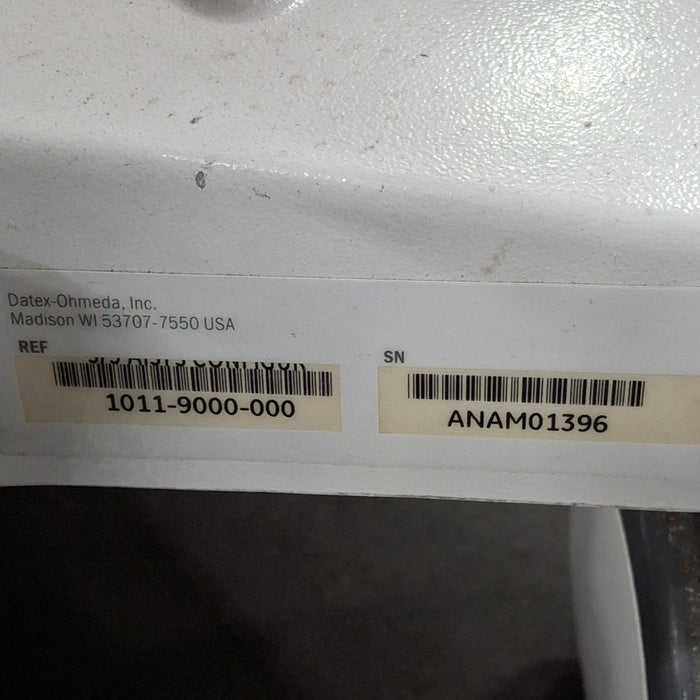 Datex-Ohmeda, Inc.
Madison WI 53707-7550 USA
REF
1011-9000-000
SN
ANAM01396